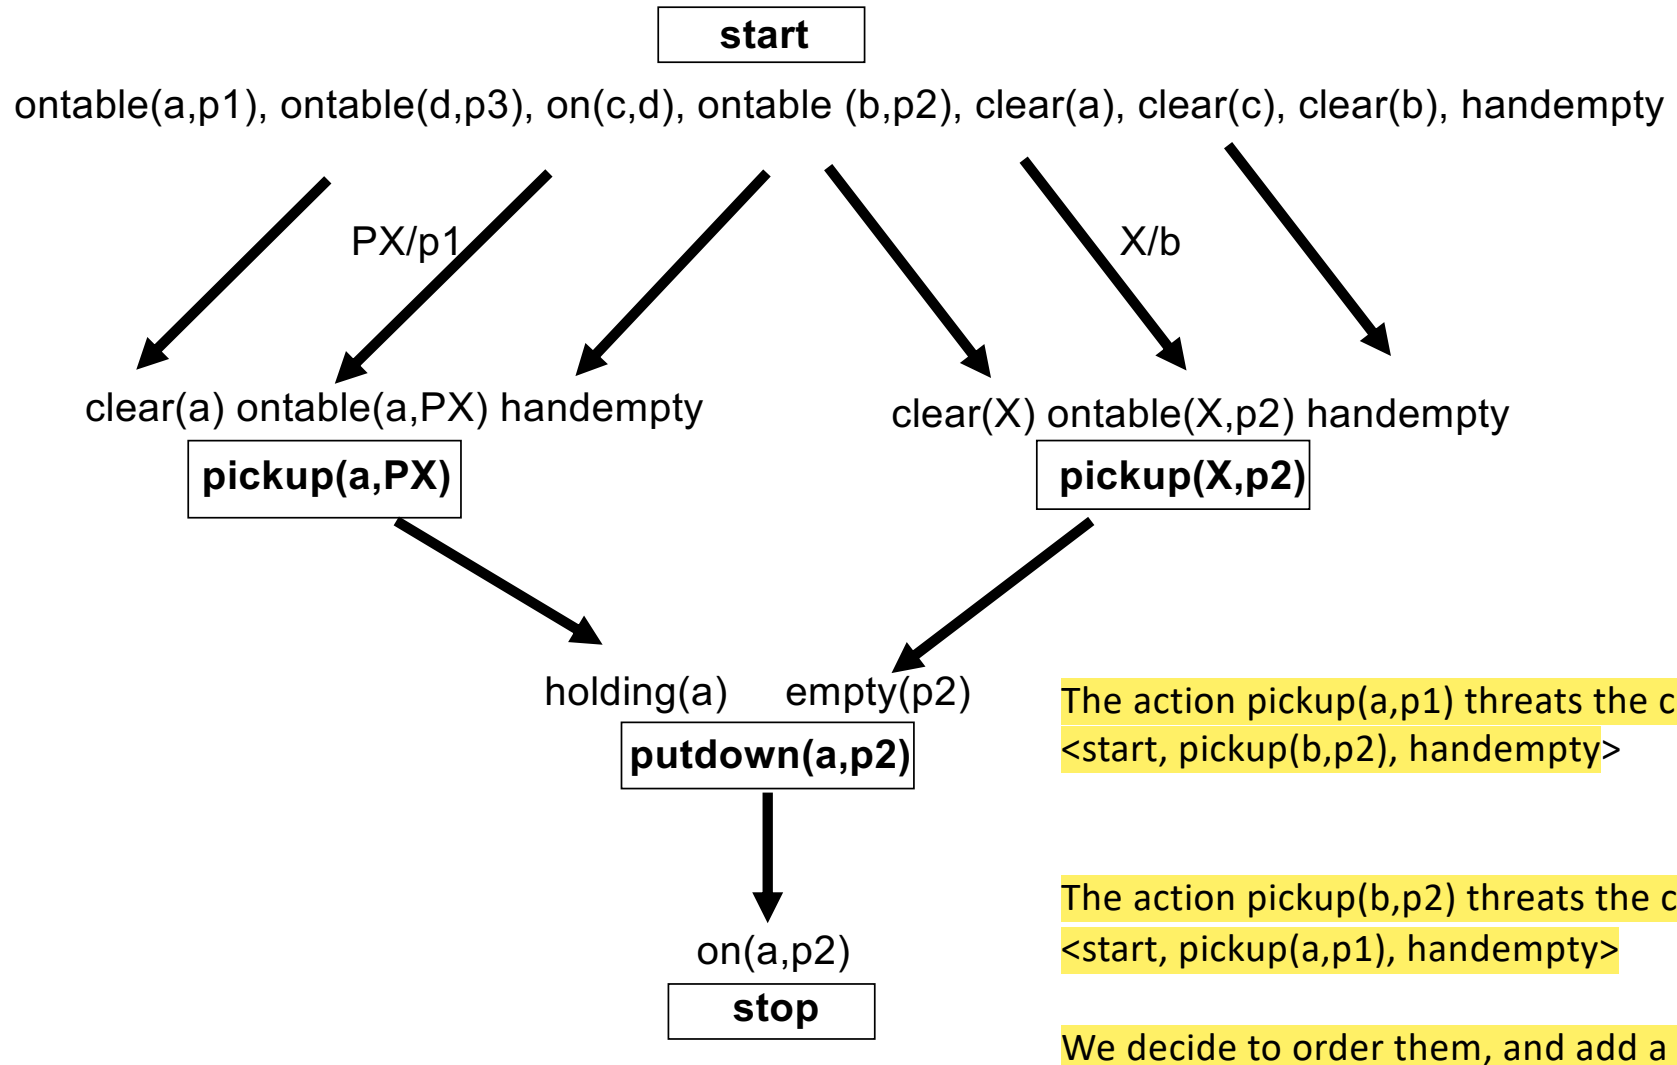 start
ontable(a,p1), ontable(d,p3), on(c,d), ontable (b,p2), clear(a), clear(c), clear(b), handempty
PX/p1
X/b
clear(a) ontable(a,PX) handempty
clear(X) ontable(X,p2) handempty
pickup(a,PX)
pickup(X,p2)
holding(a) empty(p2)
putdown(a,p2)
The action pickup(a,p1) threats the c
<start, pickup(b,p2), handempty>
The action pickup(b,p2) threats the c
<start, pickup(a,p1), handempty>
on(a,p2)
stop
We decide to order them, and add a